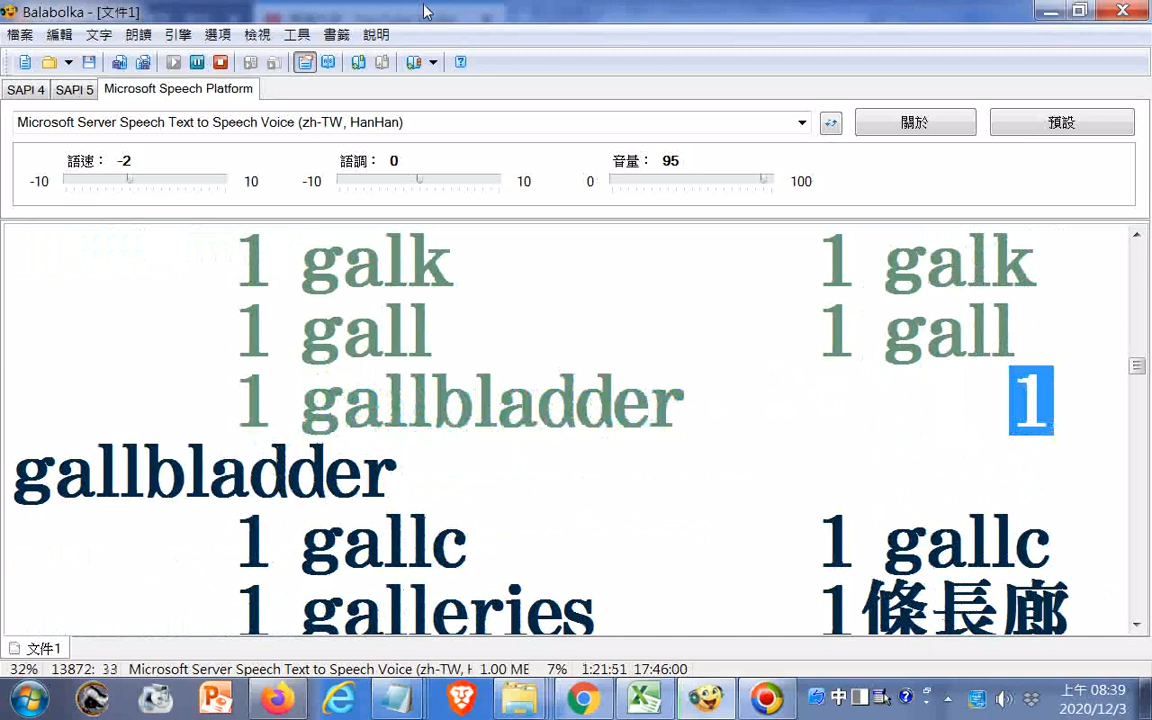 Balabolka - [文件1]
檔案 編輯 文字 朗讀 引擎 選項 檢視 工具 書籤 說明
SAPI 4 SAPI 5 Microsoft Speech Platform
Microsoft Server Speech Text to Speech Voice (zh-TW, HanHan) 關於 預設
語速： -2 語調： 0 音量： 95
-10 10 -10 10 0 100
1 galk 1 galk
1 gall 1 gall
1 gallbladder 1
gallbladder
1 gallc 1 gallc
1 galleries 1條長廊
文件1
32% 13872: 33 Microsoft Server Speech Text to Speech Voice (zh-TW, H 1.00 ME 7% 1:21:51 17:46:00
中 上午 08:39
2020/12/3